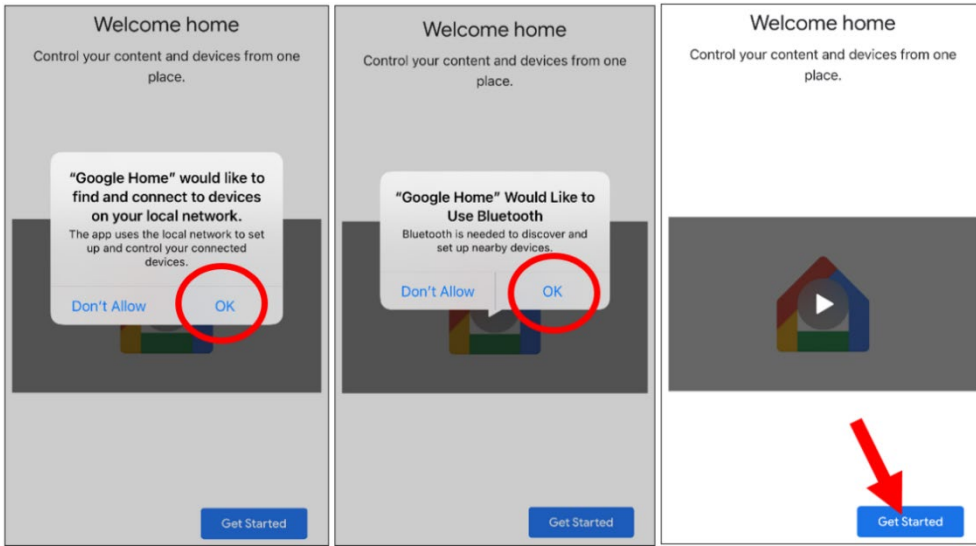 Welcome home
Control your content and devices from one
place.
“Google Home” would like to
find and connect to devices
on your local network.
The app uses the local network to set
up and control your connected
devices.
Don’t Allow
OK
Get Started
Welcome home
Control your content and devices from one
place.
“Google Home” Would Like to
Use Bluetooth
Bluetooth is needed to discover and
set up nearby devices.
Don’t Allow
OK
Get Started
Welcome home
Control your content and devices from one
place.
Get Started